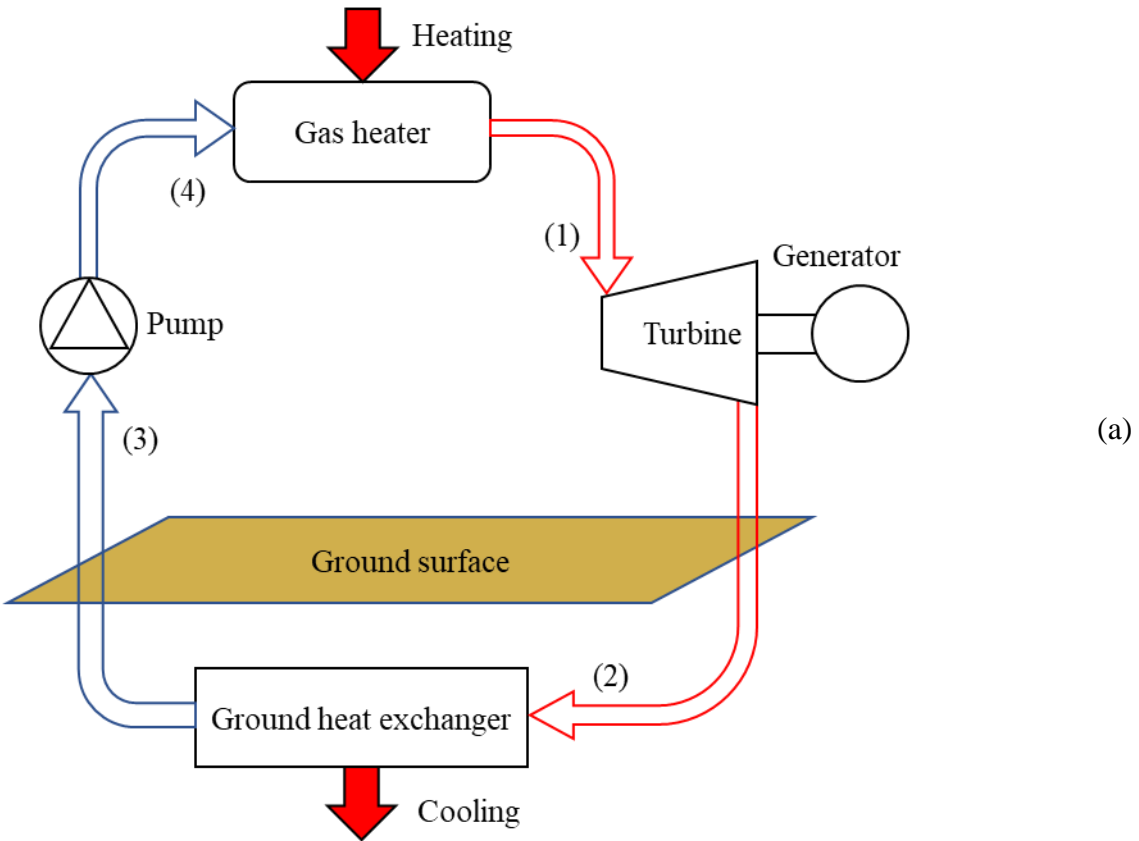 Heating
Gas heater
(4)
(1)
Generator
Pump
Turbine
(3)
(a)
Ground surface
(2)
Ground heat exchanger
Cooling